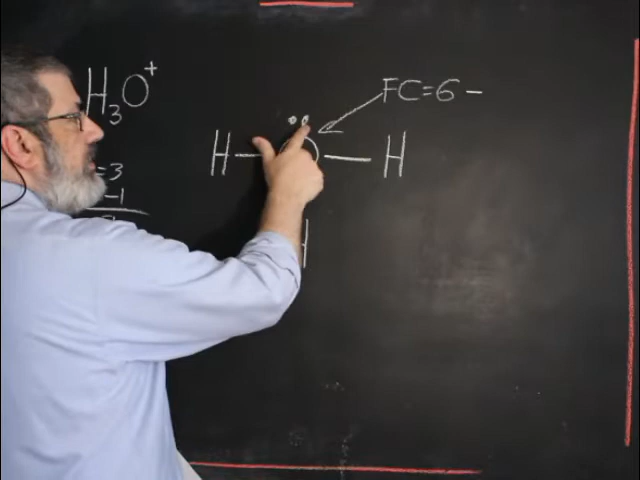 H₃O⁺
FC=6 –
H – O – H
=3
–1
H